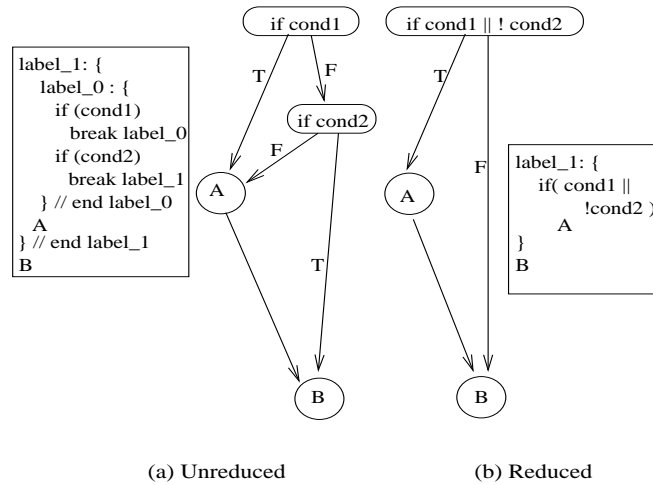 label_1: {
label_0 : {
if (cond1)
break label_0
if (cond2)
break label_1
} // end label_0
A
} // end label_1
B
if cond1
T
F
if cond2
F
A
T
B
(a) Unreduced
if cond1 || ! cond2
T
F
A
B
label_1: {
if( cond1 ||
!cond2 )
A
}
B
(b) Reduced